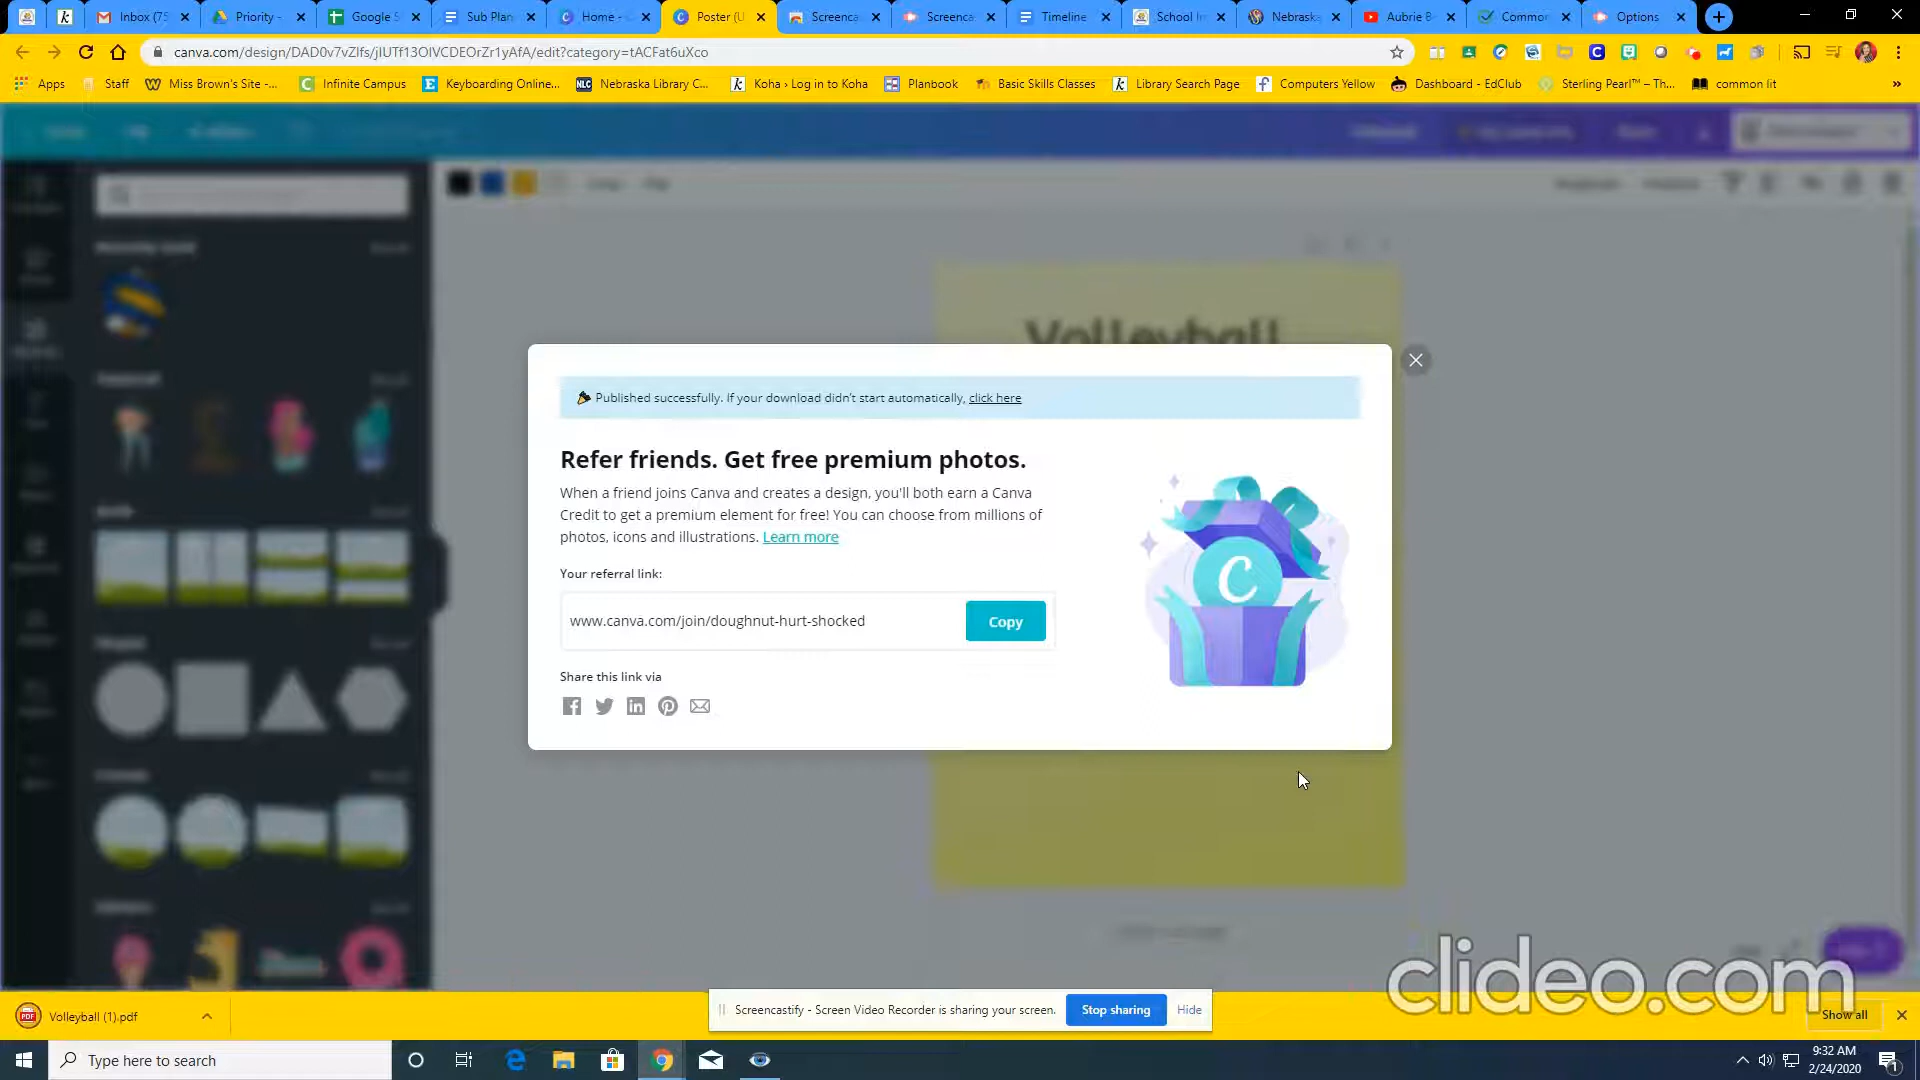 Inbox (75
Priority -
Google S
Sub Plan
Home -
Poster (U
Screenca
Screenca
Timeline
School In
Nebraska
Aubrie B
Commo
Options
canva.com/design/DAD0v7vZlfs/jIUTf13OIVCDEOrZr1yAfA/edit?category=tACFat6uXco
Apps
Staff
Miss Brown's Site -...
Infinite Campus
Keyboarding Online...
Nebraska Library C...
Koha › Log in to Koha
Planbook
Basic Skills Classes
Library Search Page
Computers Yellow
Dashboard - EdClub
Sterling Pearl™ – Th...
common lit
»
Volleyball
Published successfully. If your download didn't start automatically, click here
Refer friends. Get free premium photos.
When a friend joins Canva and creates a design, you'll both earn a Canva
Credit to get a premium element for free! You can choose from millions of
photos, icons and illustrations. Learn more
Your referral link:
www.canva.com/join/doughnut-hurt-shocked
Copy
Share this link via
clideo.com
Volleyball (1).pdf
Screencastify - Screen Video Recorder is sharing your screen.
Stop sharing
Hide
Show all
Type here to search
9:32 AM
2/24/2020